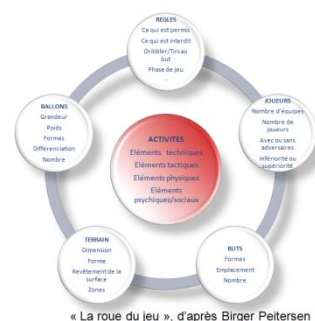 REGLES
Ce qui est permis
Ce qui est interdit
Dribbler/Tirs au
but
Phase de jeu
...
BALLONS
Grandeur
Poids
Formes
Différenciation
Nombre
JOUEURS
Nombre d'équipes
Nombre de
joueurs
Avec ou sens
adversaires
Infériorité ou
supériorité
ACTIVITES
Eléments techniques
Eléments tactiques
Eléments physiques
Eléments
psychiques/sociaux
TERRAIN
Dimension
Forme
Revêtement de la
surface
Zones
BUTS
Formes
Emplacement
Nombre
« La roue du jeu », d'après Birger Peitersen